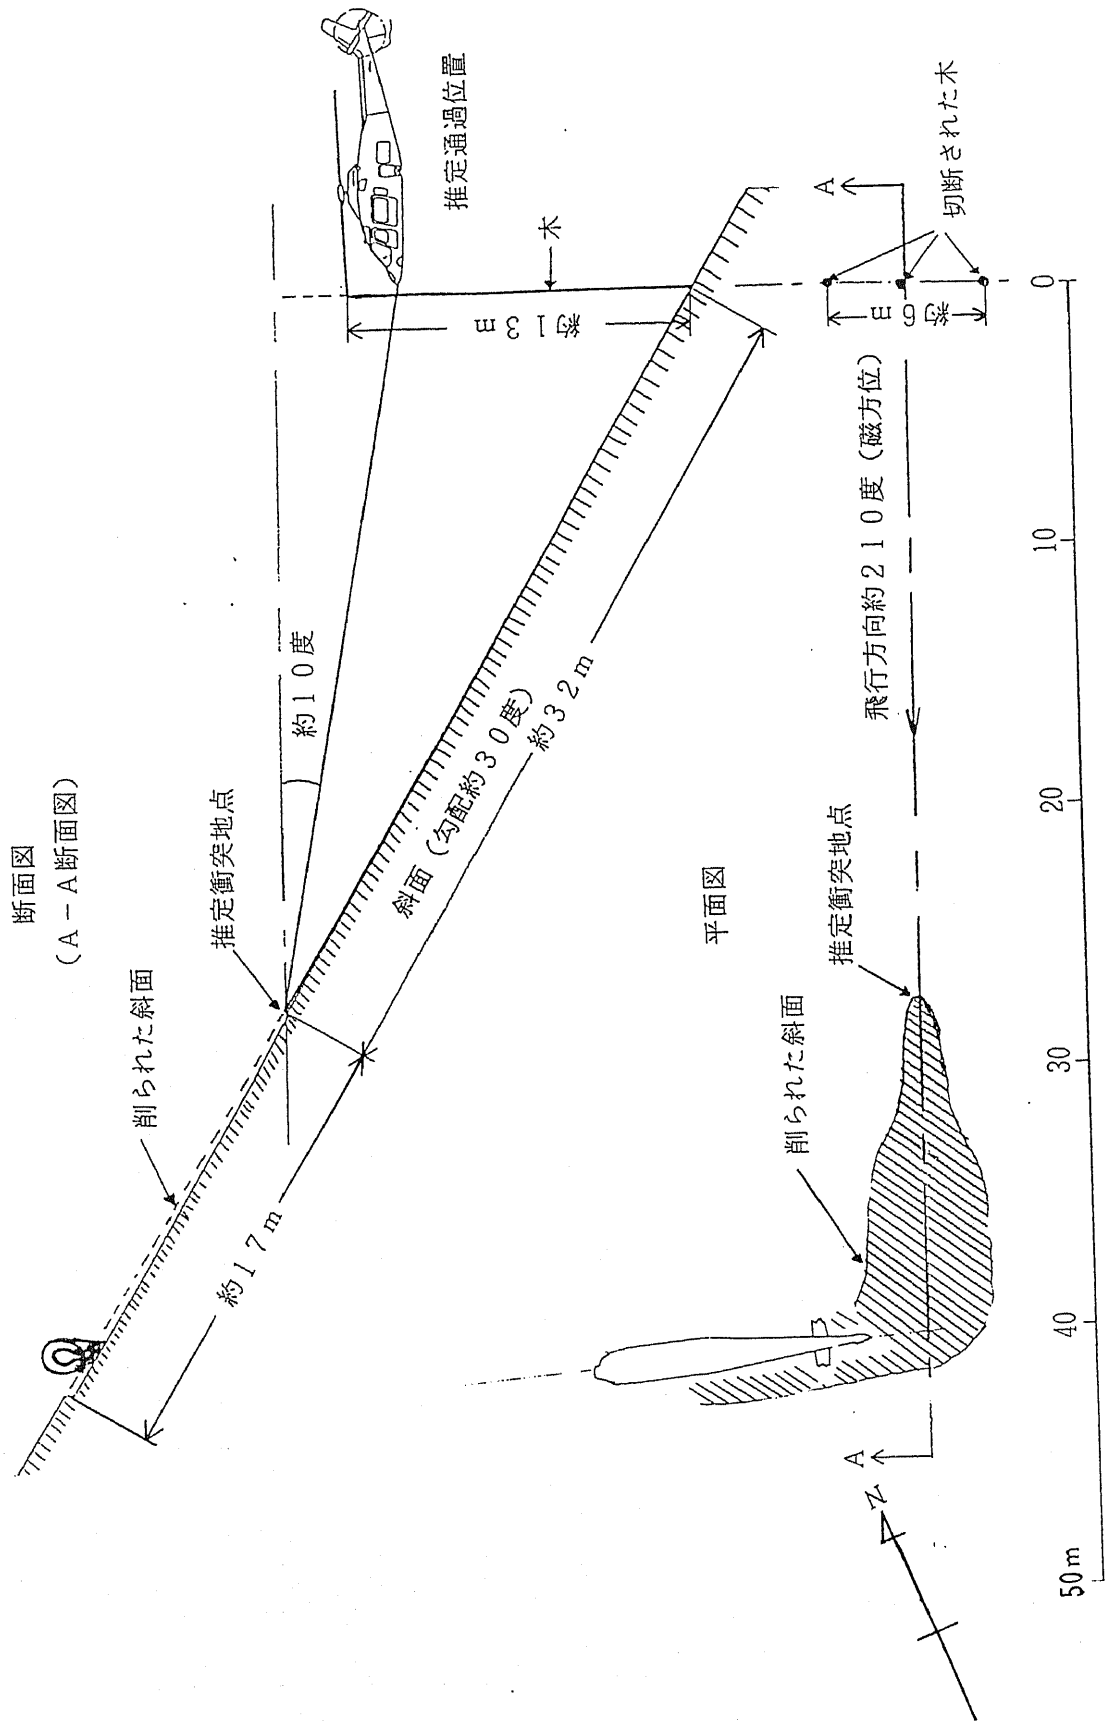 断面図
(A-A断面図)
削られた斜面
推定衝突地点
約10度
約17m
斜面(勾配約30度)
約32m
約13m
木
推定通過位置
平面図
削られた斜面
推定衝突地点
飛行方向約210度(磁方位)
約6m
切断された木
A
A
N
50m
40
30
20
10
0